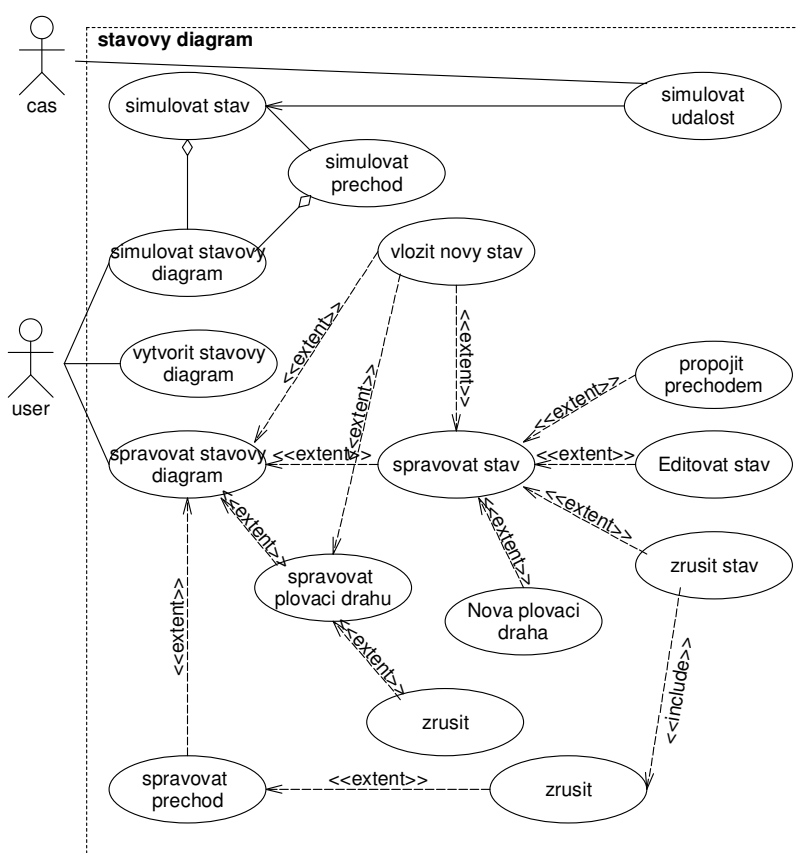 stavovy diagram
cas
simulovat stav
simulovat
udalost
simulovat
prechod
simulovat stavovy
diagram
vlozit novy stav
<<extent>>
<<extent>>
<<extent>>
user
vytvorit stavovy
diagram
propojit
prechodem
<<extent>>
spravovat stavovy
diagram
<<extent>>
spravovat stav
<<extent>>
Editovat stav
<<extent>>
<<extent>>
<<extent>>
zrusit stav
spravovat
plovaci drahu
Nova plovaci
draha
<<extent>>
<<extent>>
<<include>>
zrusit
spravovat
prechod
<<extent>>
zrusit